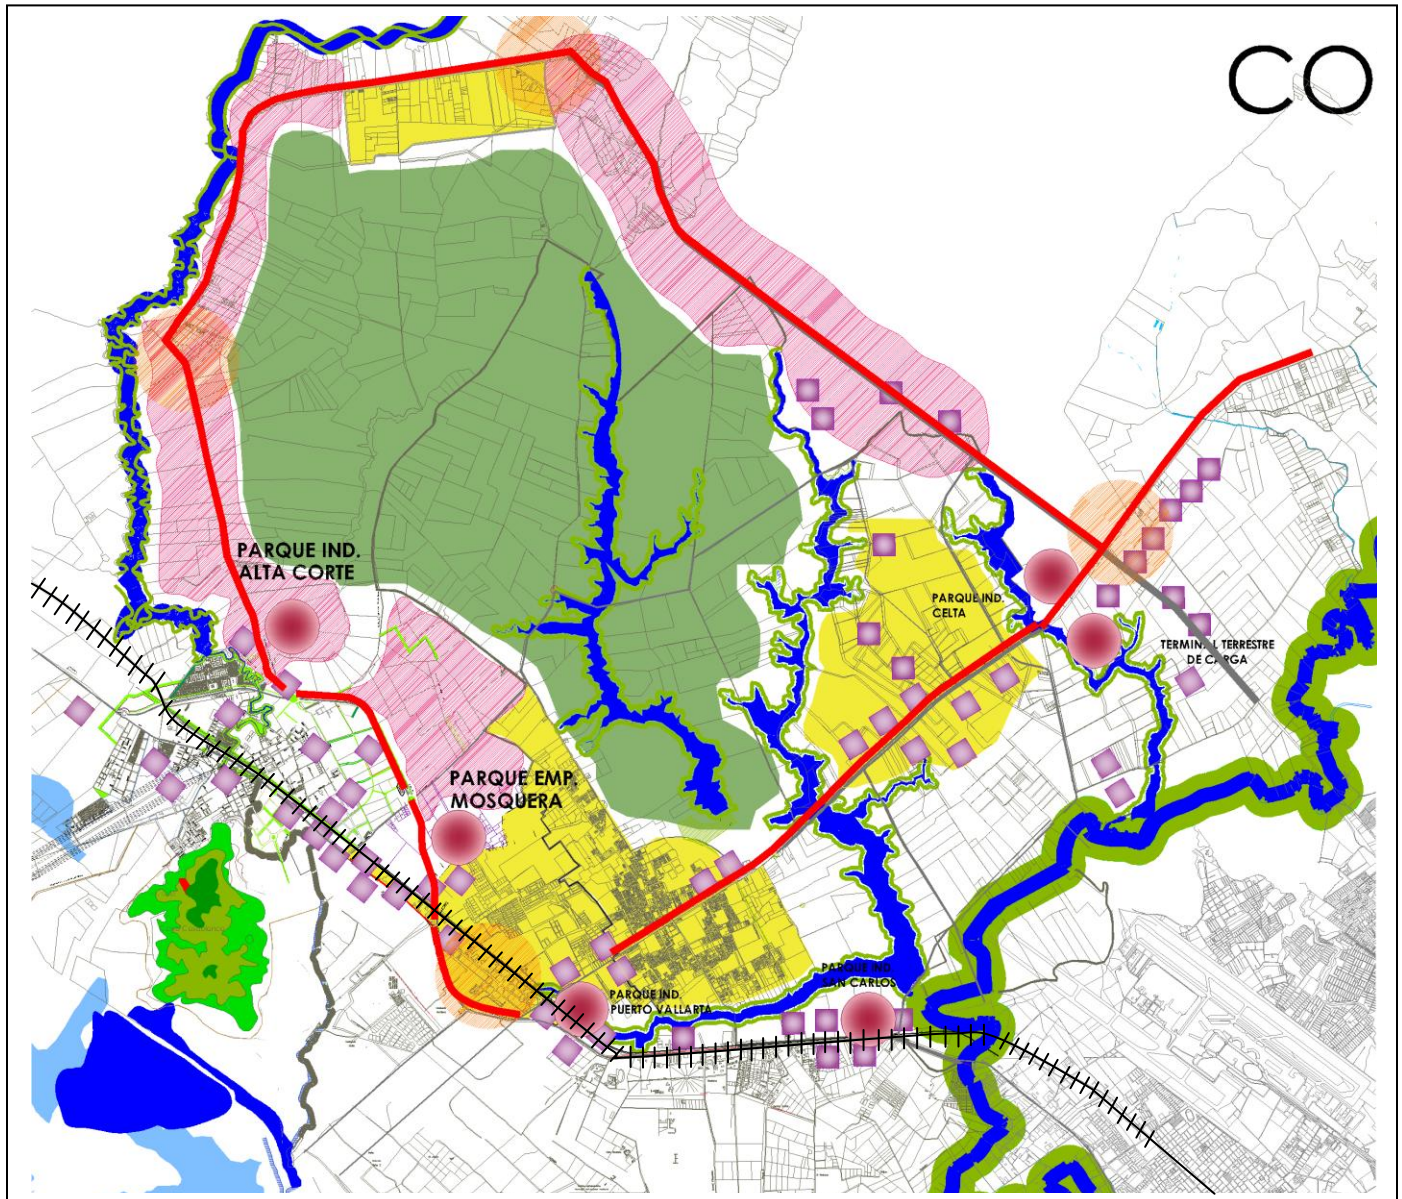 CO
PARQUE IND.
ALTA CORTE
PARQUE IND.
CELTA
TERMINAL TERRESTRE
DE CARGA
PARQUE EMP.
MOSQUERA
PARQUE IND.
SAN CARLOS
PARQUE IND.
PUERTO VALLARTA